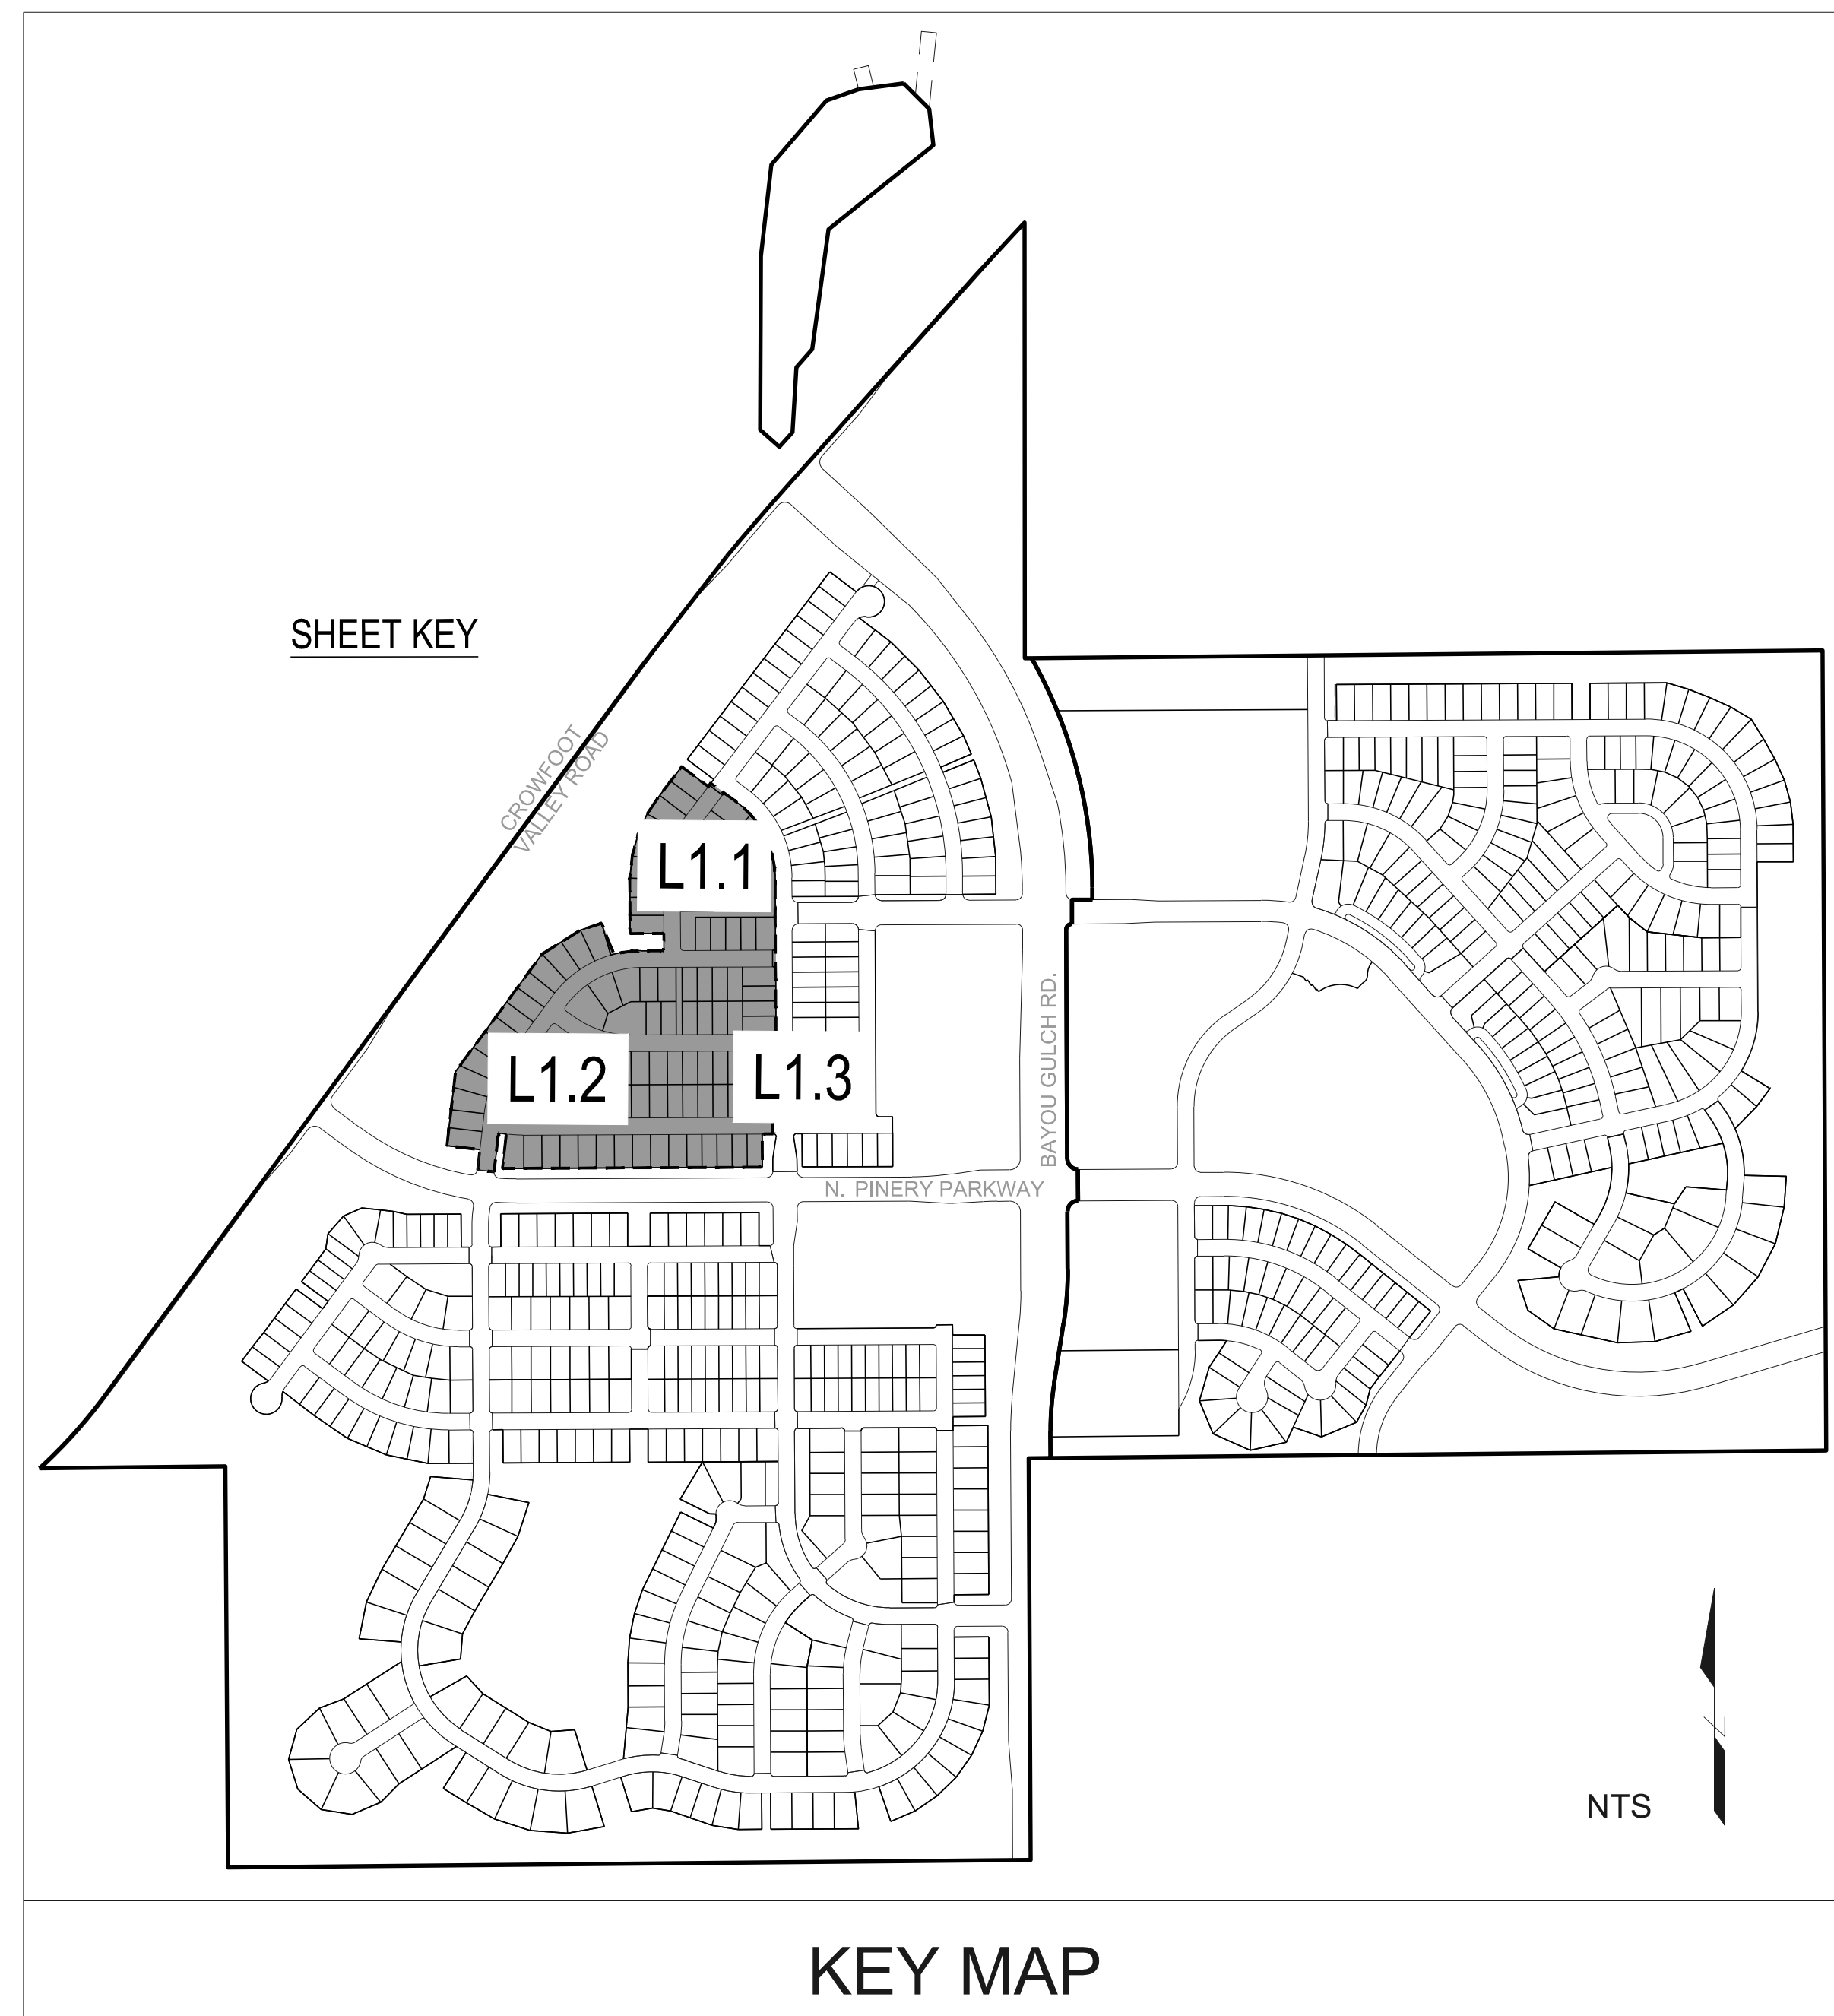 SHEET KEY
CROWFOOT
VALLEY ROAD
L1.1
L1.2
L1.3
BAYOU GULCH RD.
N. PINERY PARKWAY
NTS
KEY MAP